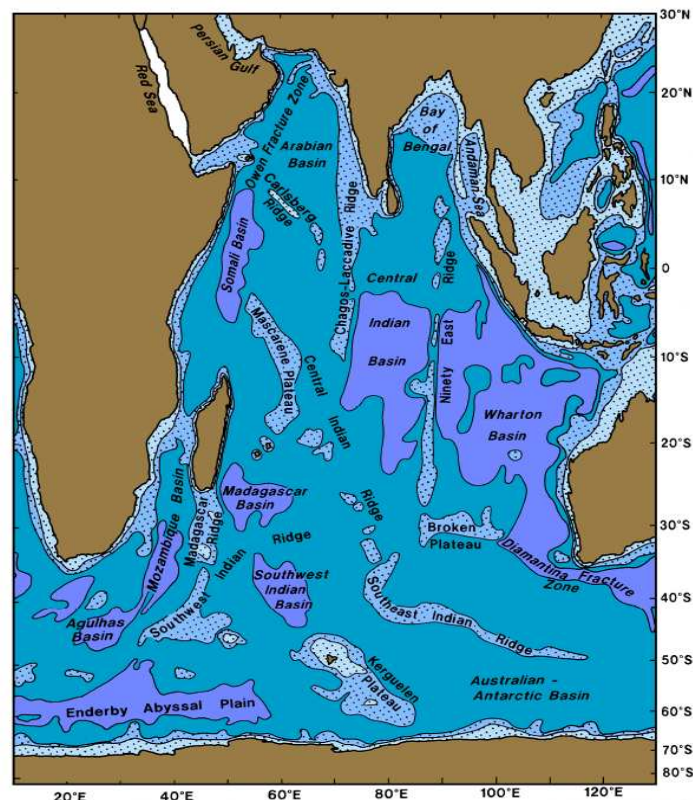 30°N
Persian Gulf
Red Sea
20°N
Owen Fracture Zone
Arabian
Basin
Bay
of
Bengal
Andaman Sea
10°N
Carlsberg
Ridge
Chagos-Laccadive Ridge
Somali Basin
0
Central
Indian
Basin
Ninety East Ridge
Mascarene Plateau
10°S
Central Indian Ridge
Wharton
Basin
20°S
Madagascar
Basin
Mozambique Basin
Madagascar
Ridge
Broken
Plateau
30°S
Diamantina Fracture
Zone
Southwest Indian Ridge
Southwest
Indian
Basin
Southeast Indian Ridge
40°S
Agulhas
Basin
Kerguelen
Plateau
50°S
Australian -
Antarctic Basin
Enderby Abyssal Plain
60°S
70°S
80°S
20°E 40°E 60°E 80°E 100°E 120°E